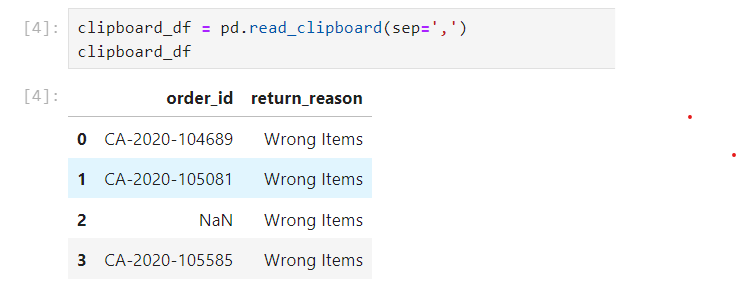 [4]: clipboard_df = pd.read_clipboard(sep=',')
clipboard_df
[4]: order_id return_reason
0 CA-2020-104689 Wrong Items
1 CA-2020-105081 Wrong Items
2 NaN Wrong Items
3 CA-2020-105585 Wrong Items